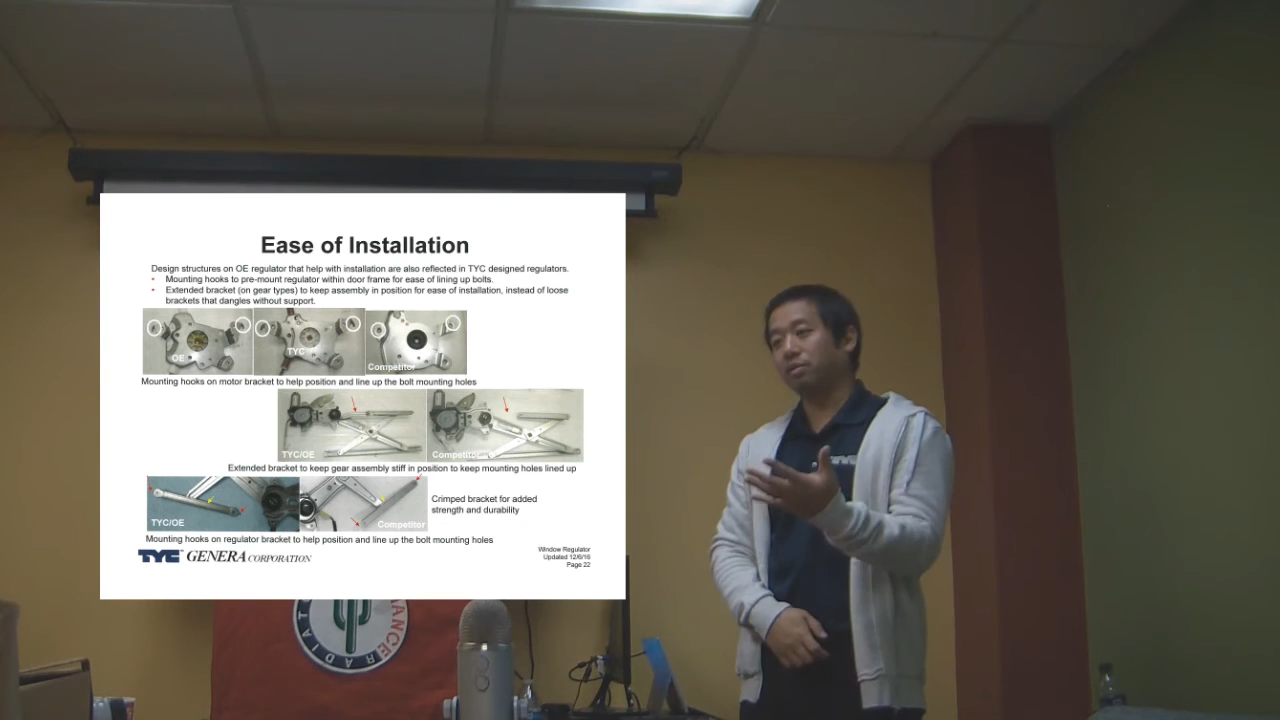 Ease of Installation
Design structures on OE regulator that help with installation are also reflected in TYC designed regulators.
• Mounting hooks to pre-mount regulator within door frame for ease of lining up bolts.
• Extended bracket (on gear types) to keep assembly in position for ease of installation, instead of loose
brackets that dangles without support.
OE
TYC
Competitor
Mounting hooks on motor bracket to help position and line up the bolt mounting holes
TYC/OE
Competitor
Extended bracket to keep gear assembly stiff in position to keep mounting holes lined up
TYC/OE
Competitor
Crimped bracket for added
strength and durability
Mounting hooks on regulator bracket to help position and line up the bolt mounting holes
TYC GENERA CORPORATION
Window Regulator
Updated 12/6/16
Page 22